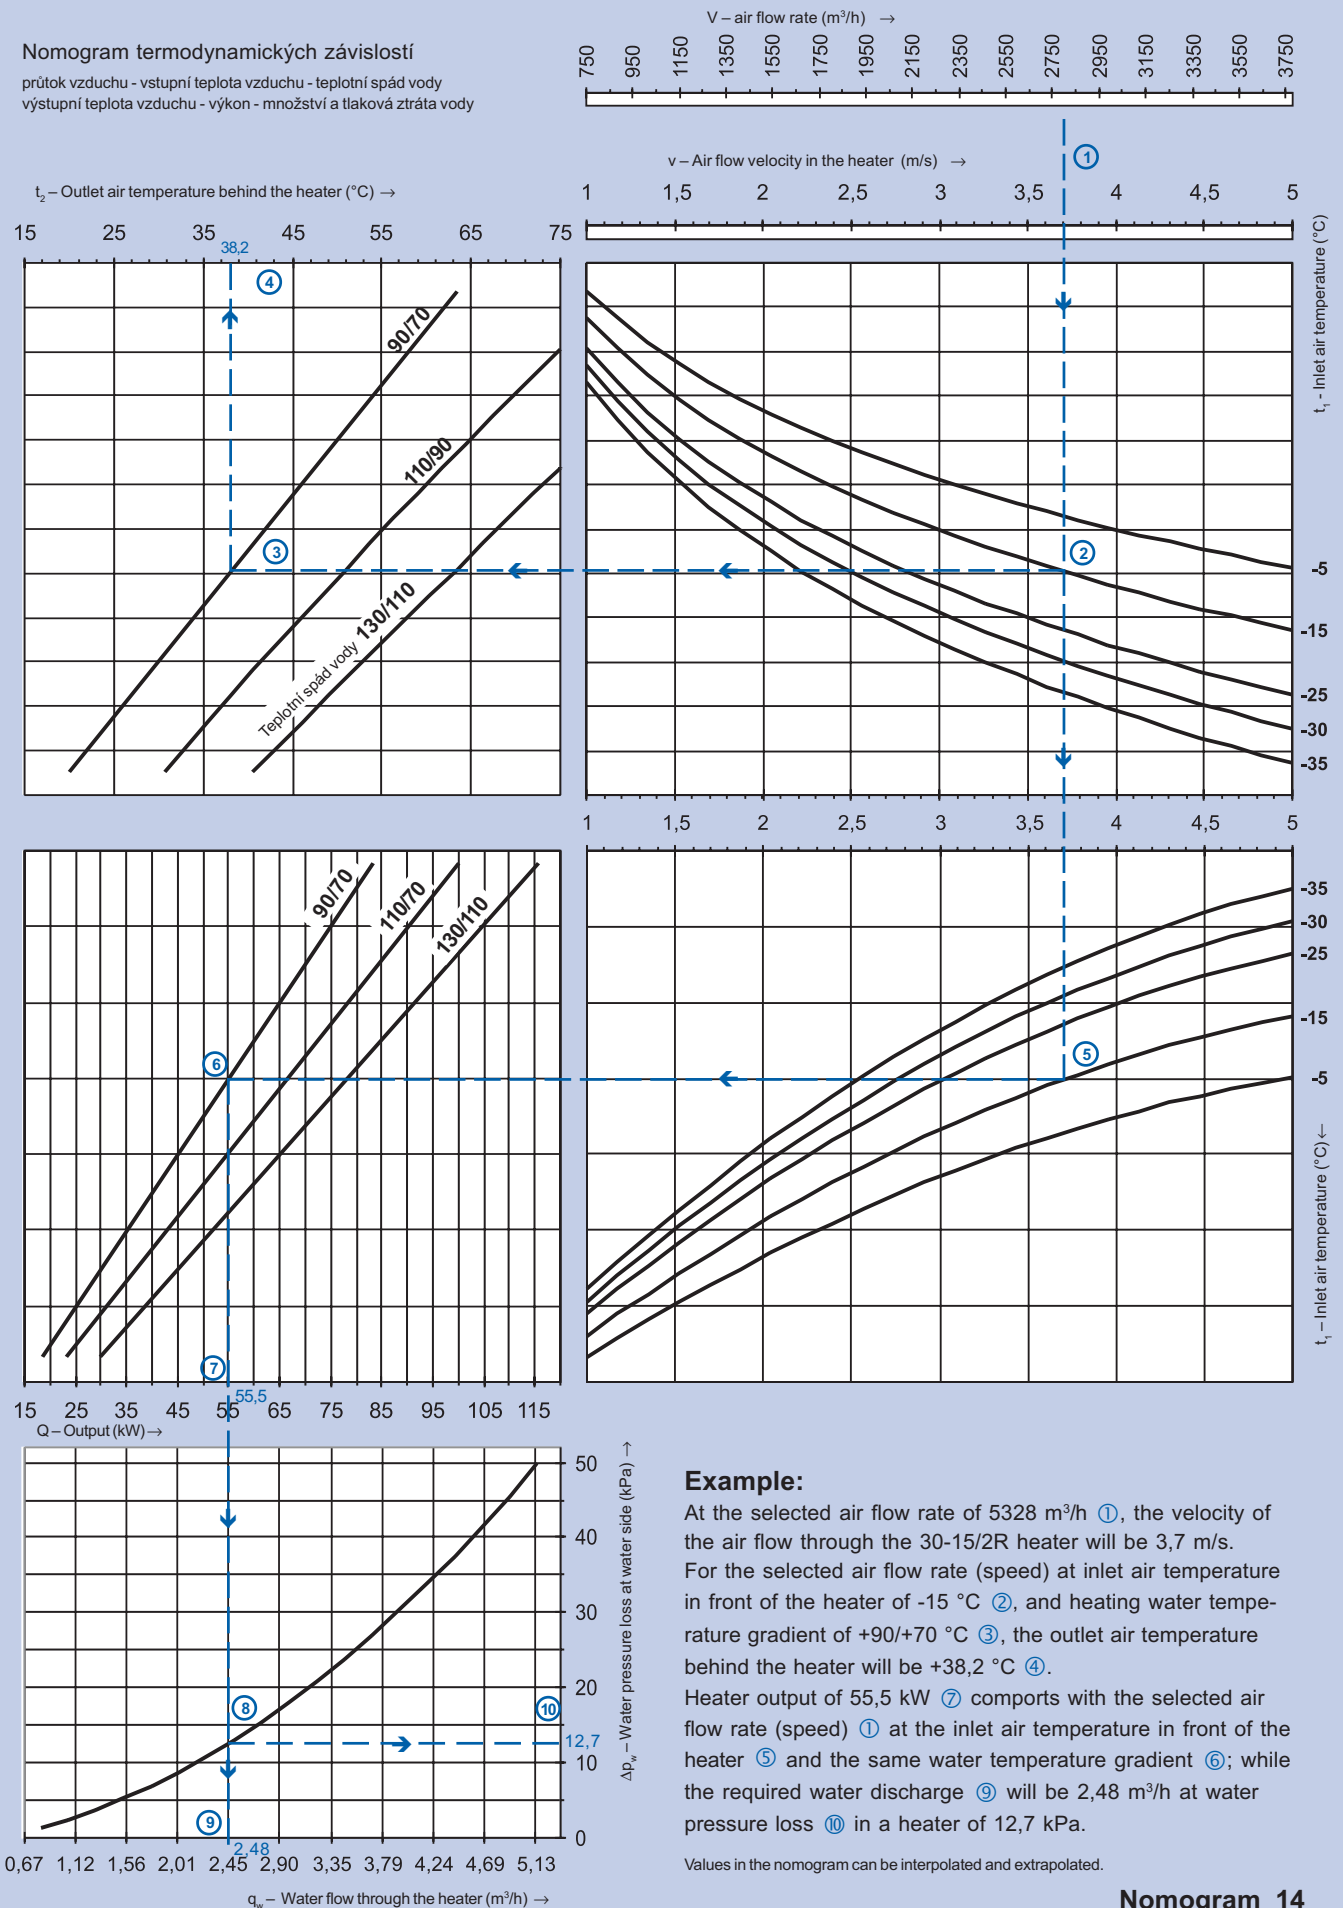 Nomogram termodynamických závislostí
průtok vzduchu - vstupní teplota vzduchu - teplotní spád vody
výstupní teplota vzduchu - výkon - množství a tlaková ztráta vody
V – air flow rate (m³/h) →
750 950 1150 1350 1550 1750 1950 2150 2350 2550 2750 2950 3150 3350 3550 3750
①
v – Air flow velocity in the heater (m/s) →
1 1,5 2 2,5 3 3,5 4 4,5 5
t₂ – Outlet air temperature behind the heater (°C) →
15 25 35 45 55 65 75
38,2
④
90/70
110/90
③
Teplotní spád vody 130/110
②
t₁ - Inlet air temperature (°C)
-5
-15
-25
-30
-35
1 1,5 2 2,5 3 3,5 4 4,5 5
90/70
110/70
130/110
⑥
⑦
⑤
-35
-30
-25
-15
-5
t₁ – Inlet air temperature (°C) ←
55,5
15 25 35 45 55 65 75 85 95 105 115
Q – Output (kW) →
50
40
30
20
12,7
10
0
Δp_w – Water pressure loss at water side (kPa) →
⑧
⑩
⑨
2,48
0,67 1,12 1,56 2,01 2,45 2,90 3,35 3,79 4,24 4,69 5,13
q_w – Water flow through the heater (m³/h) →
Example:
At the selected air flow rate of 5328 m³/h ①, the velocity of
the air flow through the 30-15/2R heater will be 3,7 m/s.
For the selected air flow rate (speed) at inlet air temperature
in front of the heater of -15 °C ②, and heating water tempe-
rature gradient of +90/+70 °C ③, the outlet air temperature
behind the heater will be +38,2 °C ④.
Heater output of 55,5 kW ⑦ comports with the selected air
flow rate (speed) ① at the inlet air temperature in front of the
heater ⑤ and the same water temperature gradient ⑥; while
the required water discharge ⑨ will be 2,48 m³/h at water
pressure loss ⑩ in a heater of 12,7 kPa.
Values in the nomogram can be interpolated and extrapolated.
Nomogram 14